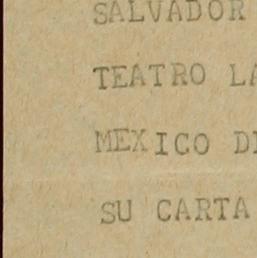 SALVADOR
TEATRO LA
MEXICO D
SU CARTA